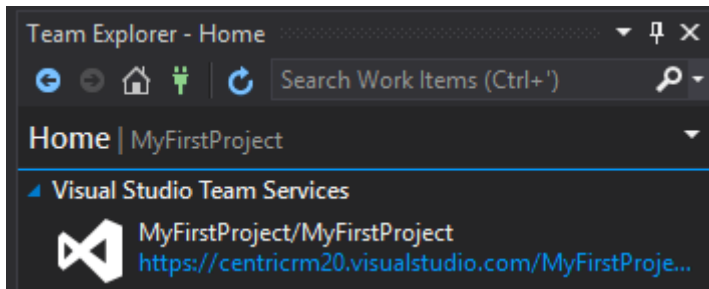 Team Explorer - Home
Search Work Items (Ctrl+')
Home | MyFirstProject
Visual Studio Team Services
MyFirstProject/MyFirstProject
https://centricrm20.visualstudio.com/MyFirstProje...